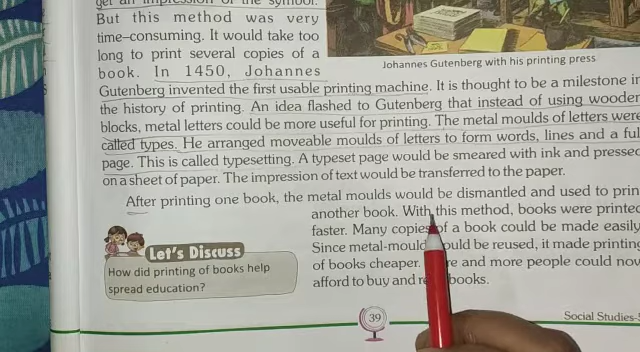 get an impression of the symbol.
But this method was very
time-consuming. It would take too
long to print several copies of a
book. In 1450, Johannes
Johannes Gutenberg with his printing press
Gutenberg invented the first usable printing machine. It is thought to be a milestone in
the history of printing. An idea flashed to Gutenberg that instead of using wooden
blocks, metal letters could be more useful for printing. The metal moulds of letters were
called types. He arranged moveable moulds of letters to form words, lines and a full
page. This is called typesetting. A typeset page would be smeared with ink and pressed
on a sheet of paper. The impression of text would be transferred to the paper.
After printing one book, the metal moulds would be dismantled and used to print
another book. With this method, books were printed
faster. Many copies of a book could be made easily
Since metal-mould could be reused, it made printing
of books cheaper. and more people could now
afford to buy and books.
Let's Discuss
How did printing of books help
spread education?
39
Social Studies-5